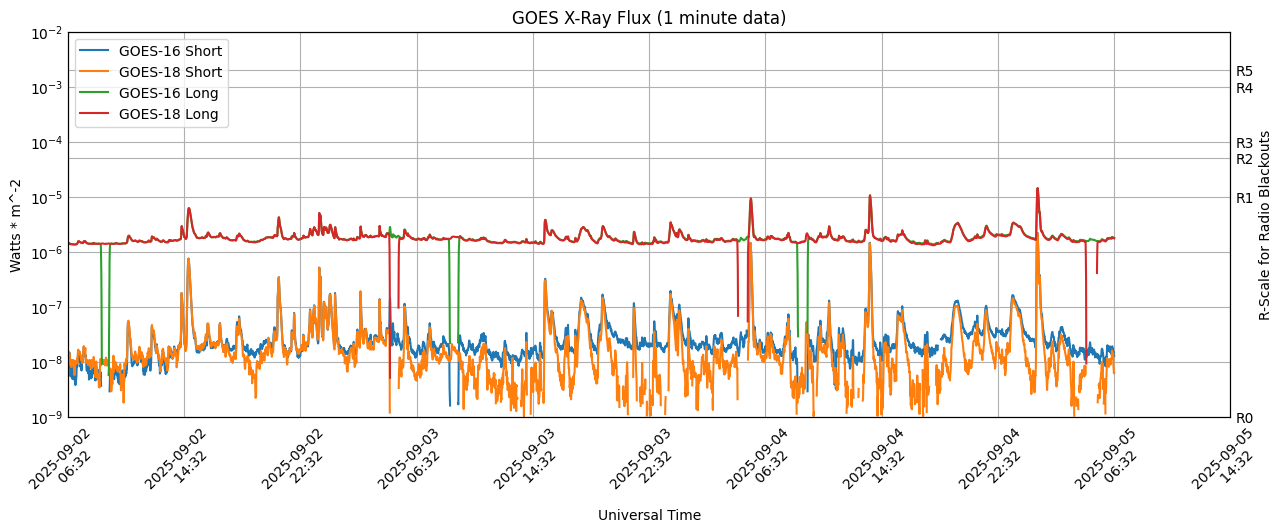 GOES X-Ray Flux (1 minute data)
GOES-16 Short
GOES-18 Short
GOES-16 Long
GOES-18 Long
Watts * m^-2
10⁻²
10⁻³
10⁻⁴
10⁻⁵
10⁻⁶
10⁻⁷
10⁻⁸
10⁻⁹
R5
R4
R3
R2
R1
R0
R-Scale for Radio Blackouts
2025-09-02
06:32
2025-09-02
14:32
2025-09-02
22:32
2025-09-03
06:32
2025-09-03
14:32
2025-09-03
22:32
2025-09-04
06:32
2025-09-04
14:32
2025-09-04
22:32
2025-09-05
06:32
2025-09-05
14:32
Universal Time